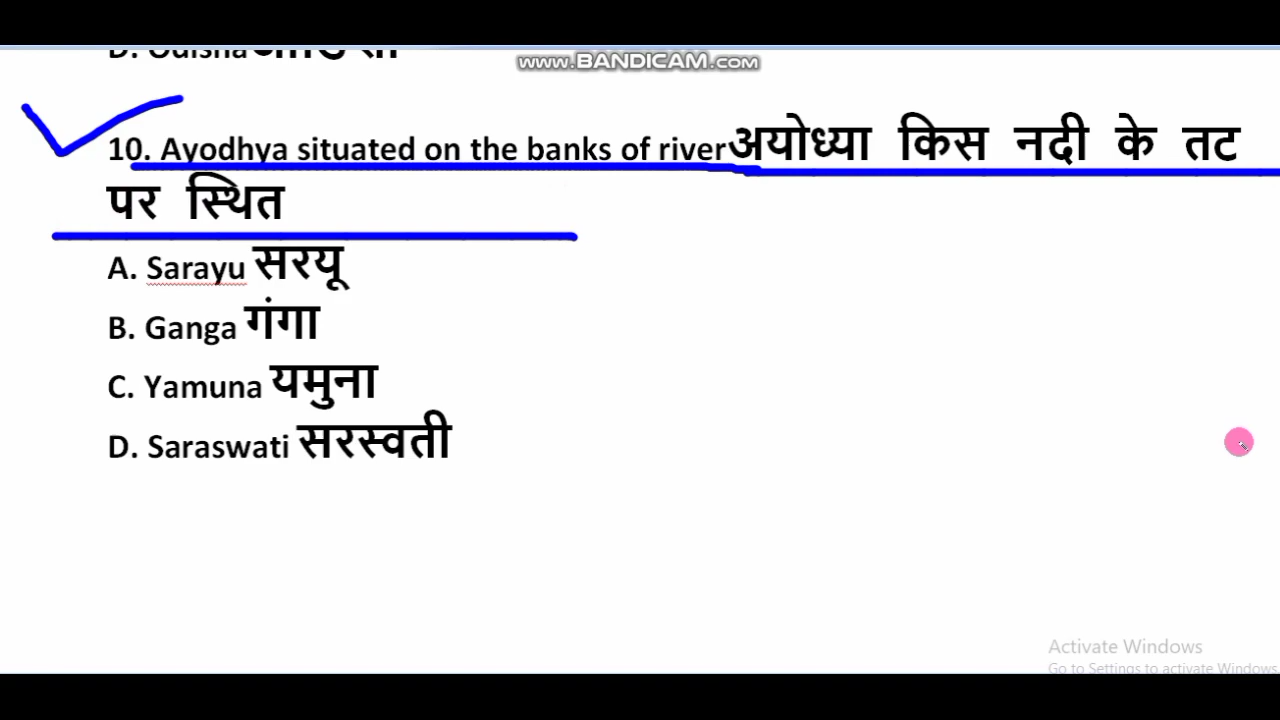 www.BANDICAM.com
D. Odisha
10. Ayodhya situated on the banks of river अयोध्या किस नदी के तट
पर स्थित
A. Sarayu सरयू
B. Ganga गंगा
C. Yamuna यमुना
D. Saraswati सरस्वती
Activate Windows
Go to Settings to activate Windows.